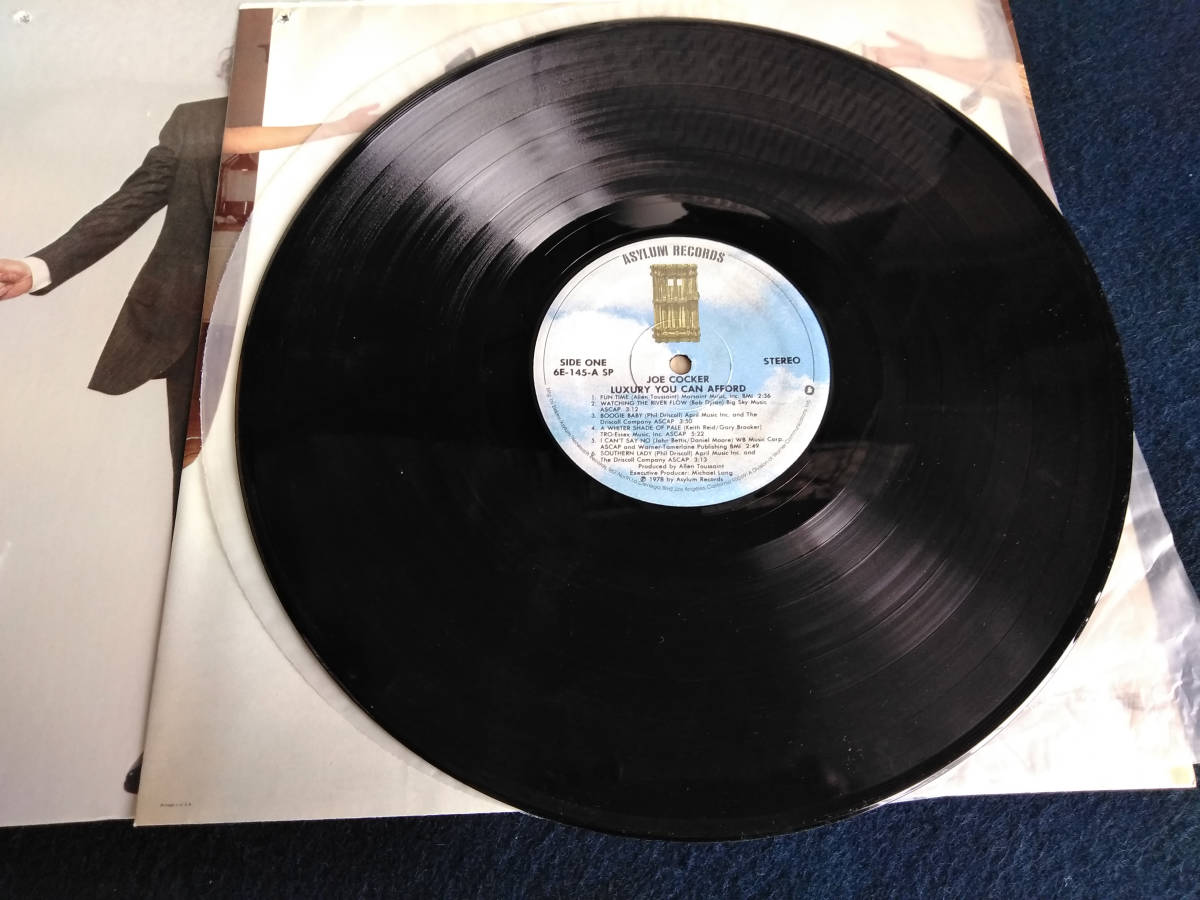 ASYLUM RECORDS
SIDE ONE
6E-145-A SP
STEREO
JOE COCKER
LUXURY YOU CAN AFFORD
1. FUN TIME (Allen Toussaint) Marsaint Music, Inc. BMI 2:36
2. WATCHING THE RIVER FLOW (Bob Dylan) Big Sky Music
ASCAP 3:12
3. BOOGIE BABY (Phil Driscoll) April Music Inc. and The
Driscoll Company ASCAP 3:50
4. A WHITER SHADE OF PALE (Keith Reid/Gary Brooker)
TRO-Essex Music, Inc. ASCAP 5:22
5. I CAN'T SAY NO (John Bettis/Daniel Moore) WB Music Corp.
ASCAP and Warner-Tamerlane Publishing BMI 2:49
6. SOUTHERN LADY (Phil Driscoll) April Music Inc. and
The Driscoll Company ASCAP 3:13
Produced by Allen Toussaint
Executive Producer: Michael Lang
℗ 1978 by Asylum Records